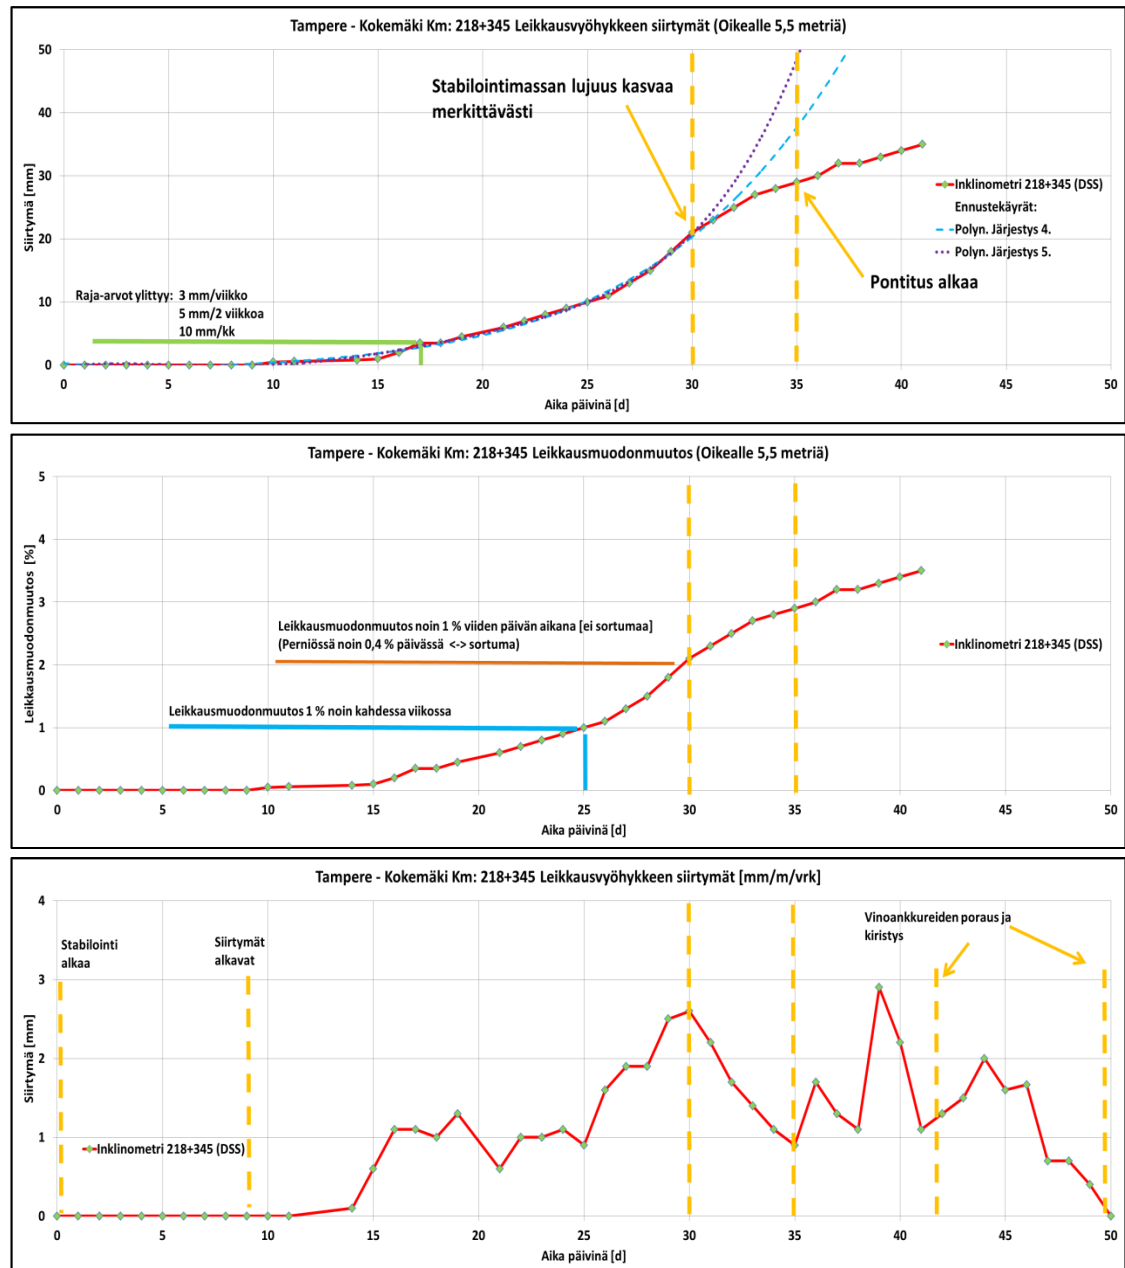 Tampere - Kokemäki Km: 218+345 Leikkausvyöhykkeen siirtymät (Oikealle 5,5 metriä)
Siirtymä [mm]
50
40
30
20
10
0
Stabilointimassan lujuus kasvaa
merkittävästi
Inklinometri 218+345 (DSS)
Ennustekäyrät:
Polyn. Järjestys 4.
Polyn. Järjestys 5.
Pontitus alkaa
Raja-arvot ylittyy: 3 mm/viikko
5 mm/2 viikkoa
10 mm/kk
0 5 10 15 20 25 30 35 40 45 50
Aika päivinä [d]
Tampere - Kokemäki Km: 218+345 Leikkausmuodonmuutos (Oikealle 5,5 metriä)
Leikkausmuodonmuutos [%]
5
4
3
2
1
0
Leikkausmuodonmuutos noin 1 % viiden päivän aikana [ei sortumaa]
(Perniössä noin 0,4 % päivässä <-> sortuma)
Inklinometri 218+345 (DSS)
Leikkausmuodonmuutos 1 % noin kahdessa viikossa
0 5 10 15 20 25 30 35 40 45 50
Aika päivinä [d]
Tampere - Kokemäki Km: 218+345 Leikkausvyöhykkeen siirtymät [mm/m/vrk]
Siirtymä [mm]
4
3
2
1
0
Stabilointi
alkaa
Siirtymät
alkavat
Vinoankkureiden poraus ja
kiristys
Inklinometri 218+345 (DSS)
0 5 10 15 20 25 30 35 40 45 50
Aika päivinä [d]